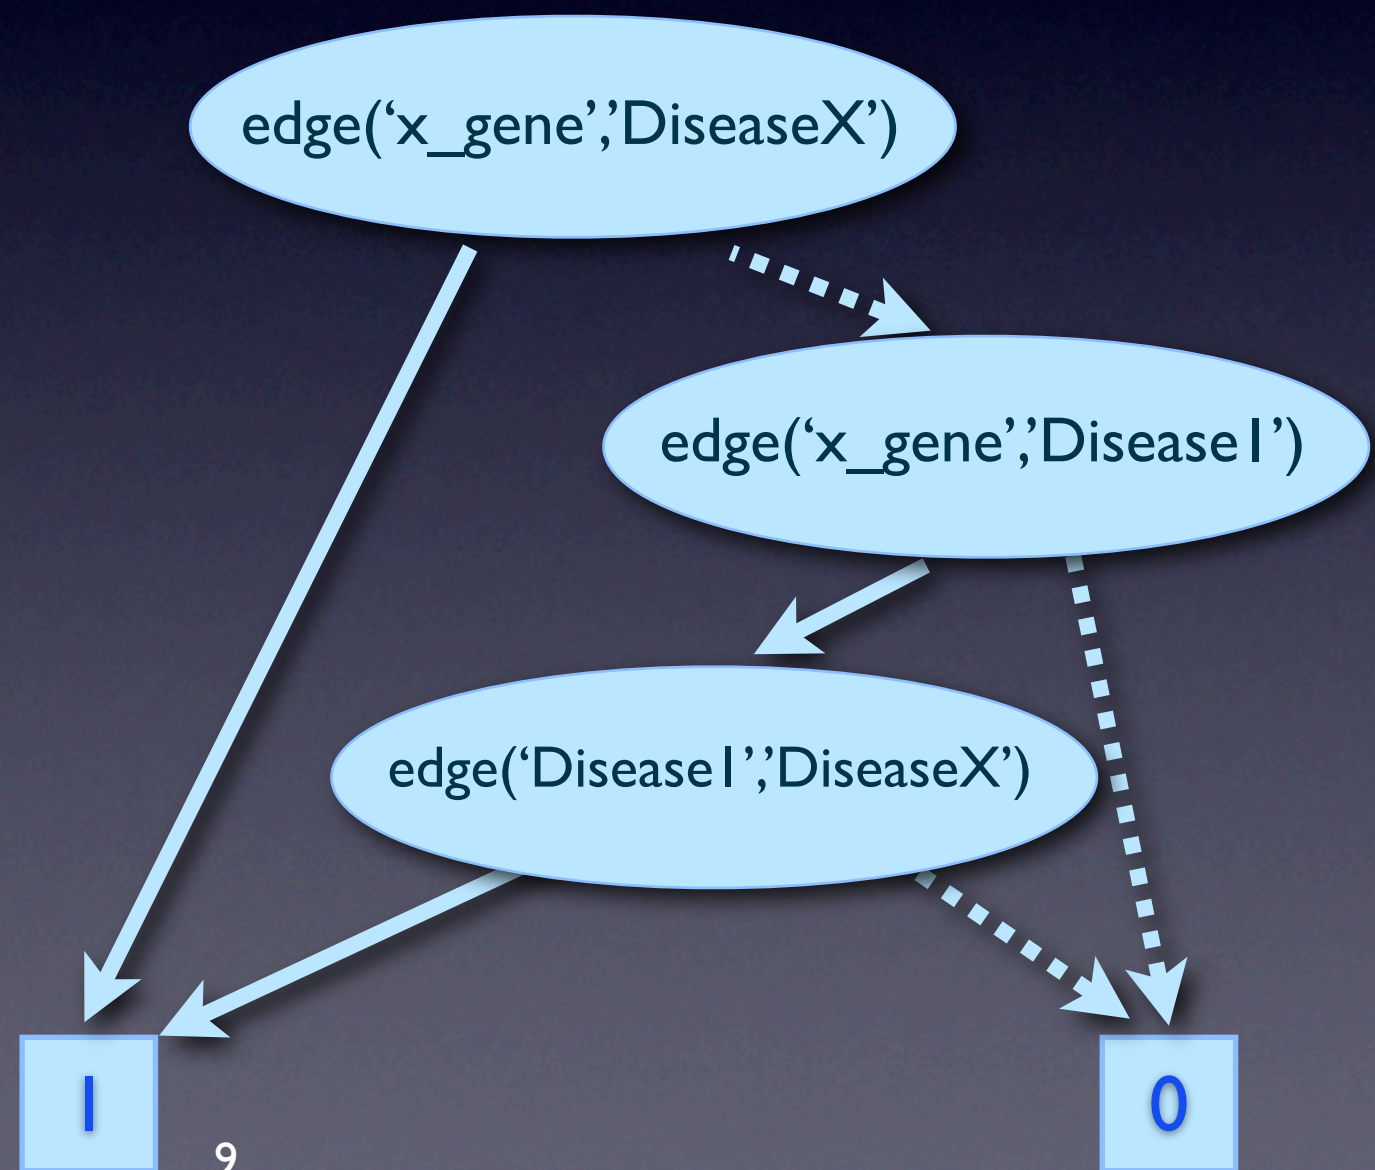 edge(‘x_gene’,’DiseaseX’)
edge(‘x_gene’,’Disease1’)
edge(‘Disease1’,’DiseaseX’)
1
0
9